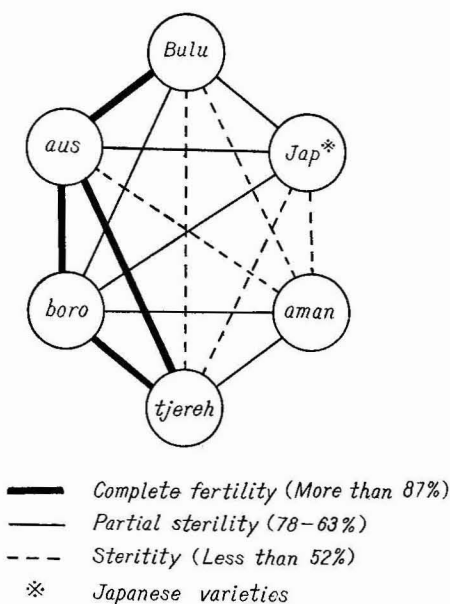 Bulu
aus
Jap※
boro
aman
tjereh
Complete fertility (More than 87%)
Partial sterility (78-63%)
Steritity (Less than 52%)
※ Japanese varieties